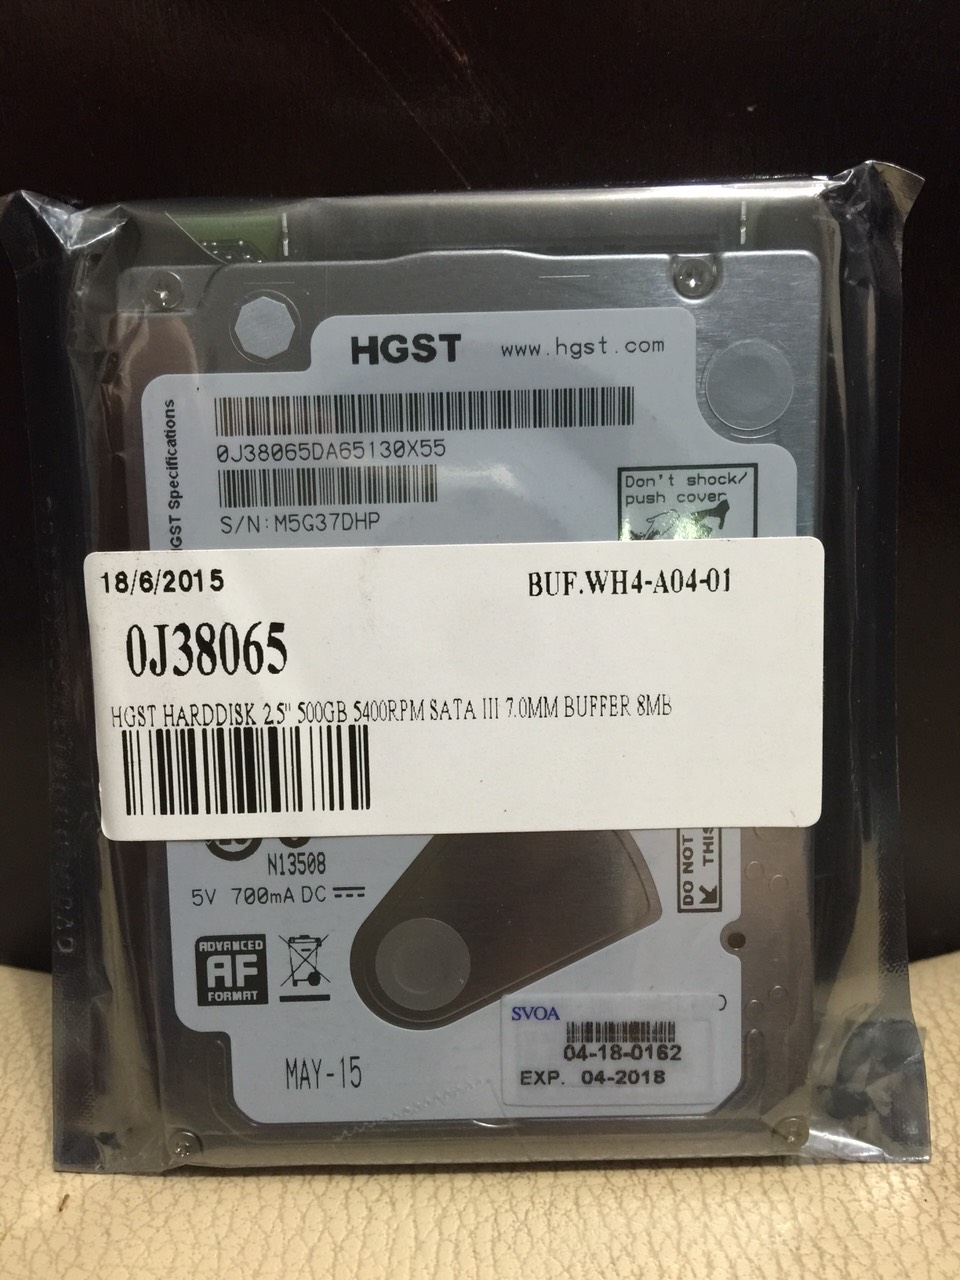 HGST www.hgst.com
GST Specifications
0J38065DA65130X55
S/N:M5G37DHP
Don't shock/
push cover
18/6/2015 BUF.WH4-A04-01
0J38065
HGST HARDDISK 2.5" 500GB 5400RPM SATA III 7.0MM BUFFER 8MB
N13508
5V 700mA DC
DO NOT
THIS
ADVANCED
AF
FORMAT
SVOA
04-18-0162
EXP. 04-2018
MAY-15